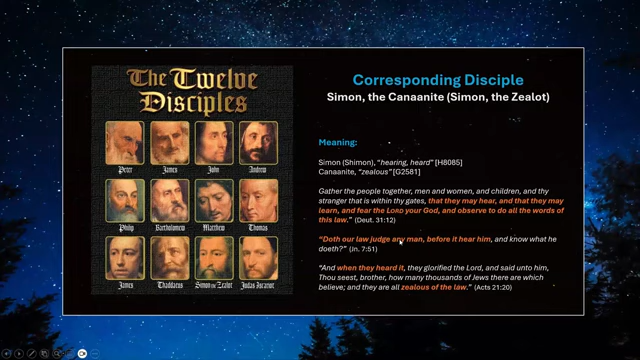 The Twelve
Disciples
Peter James John Andrew
Philip Bartholomew Matthew Thomas
James Thaddaeus Simon the Zealot Judas Iscariot
Corresponding Disciple
Simon, the Canaanite (Simon, the Zealot)
Meaning:
Simon (Shimon), “hearing, heard” [H8085]
Canaanite, “zealous” [G2581]
Gather the people together, men and women, and children, and thy
stranger that is within thy gates, that they may hear, and that they may
learn, and fear the LORD your God, and observe to do all the words of
this law.” (Deut. 31:12)
“Doth our law judge any man, before it hear him, and know what he
doeth?” (Jn. 7:51)
“And when they heard it, they glorified the Lord, and said unto him,
Thou seest, brother, how many thousands of Jews there are which
believe; and they are all zealous of the law.” (Acts 21:20)